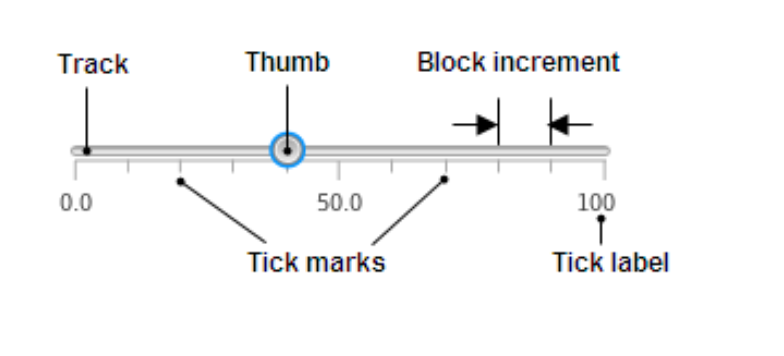 Track
Thumb
Block increment
0.0
50.0
100
Tick marks
Tick label